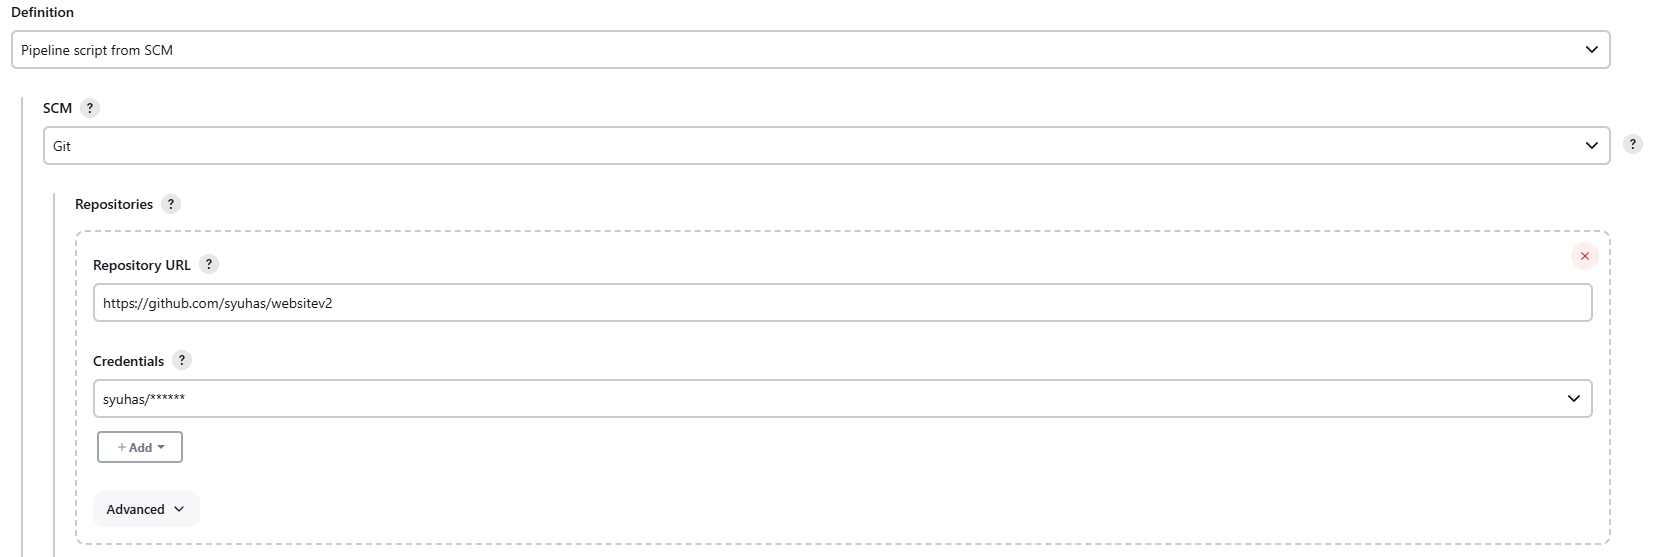 Definition
Pipeline script from SCM
SCM ?
Git
?
Repositories ?
Repository URL ?
https://github.com/syuhas/websitev2
Credentials ?
syuhas/******
+ Add
Advanced